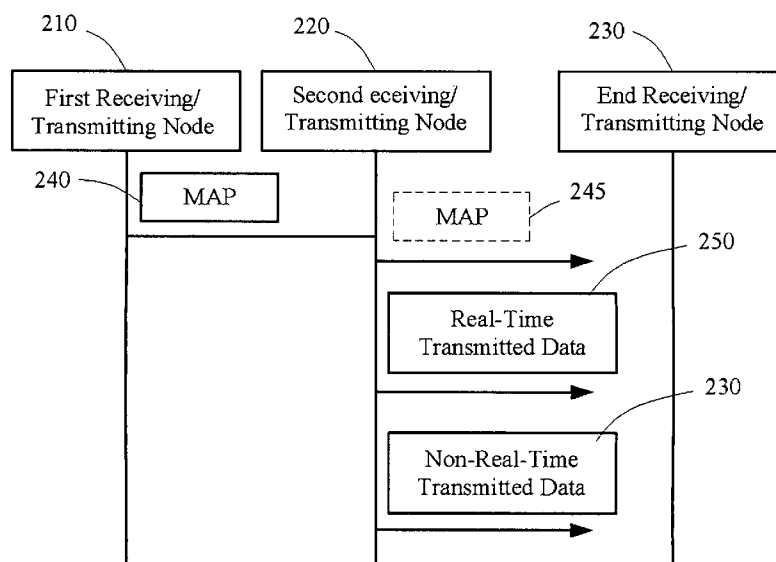 210
220
230
First Receiving/
Transmitting Node
Second eceiving/
Transmitting Node
End Receiving/
Transmitting Node
240
MAP
MAP
245
250
Real-Time
Transmitted Data
230
Non-Real-Time
Transmitted Data